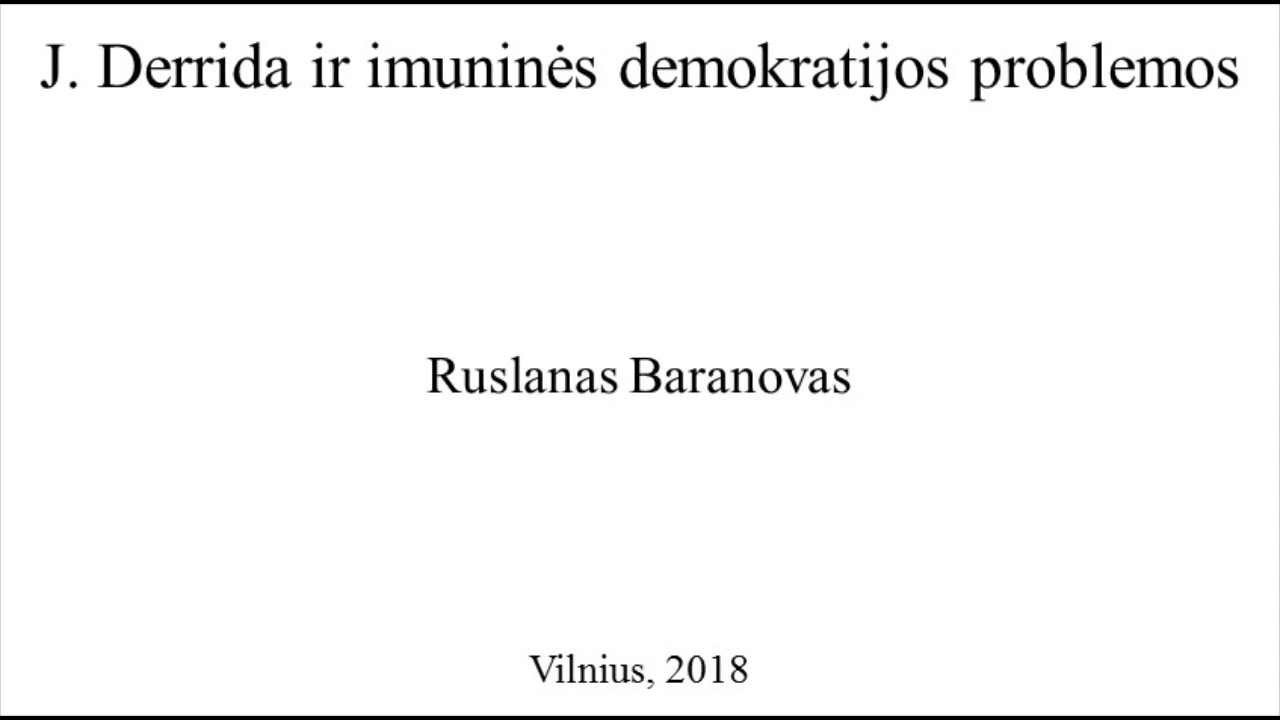 J. Derrida ir imuninės demokratijos problemos
Ruslanas Baranovas
Vilnius, 2018